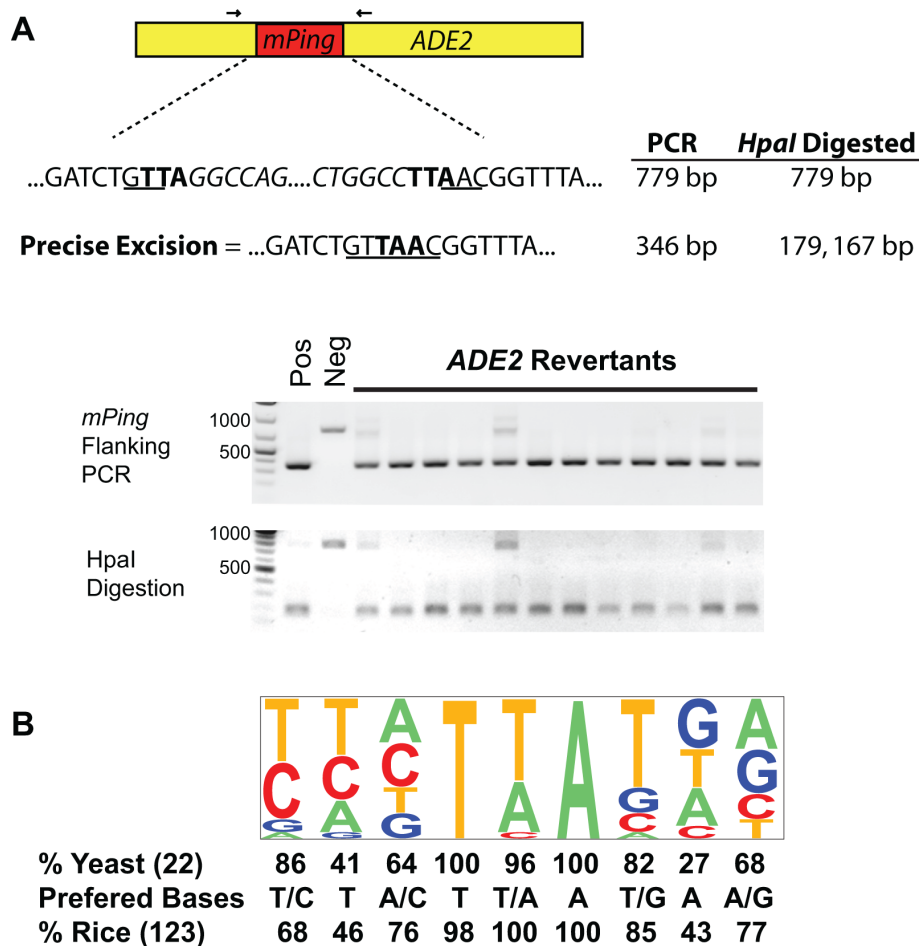 A
→ ←
mPing ADE2
PCR HpaI Digested
...GATCTGTTAGGCCAG....CTGGCCTTAACGGTTTA... 779 bp 779 bp
Precise Excision = ...GATCTGTTAACGGTTTA... 346 bp 179, 167 bp
Pos Neg ADE2 Revertants
mPing Flanking PCR
1000
500
HpaI Digestion
1000
500
B
T T A T T A T G A
C C C A G T G
G A T C C A C
A G G A C T
% Yeast (22) 86 41 64 100 96 100 82 27 68
Prefered Bases T/C T A/C T T/A A T/G A A/G
% Rice (123) 68 46 76 98 100 100 85 43 77